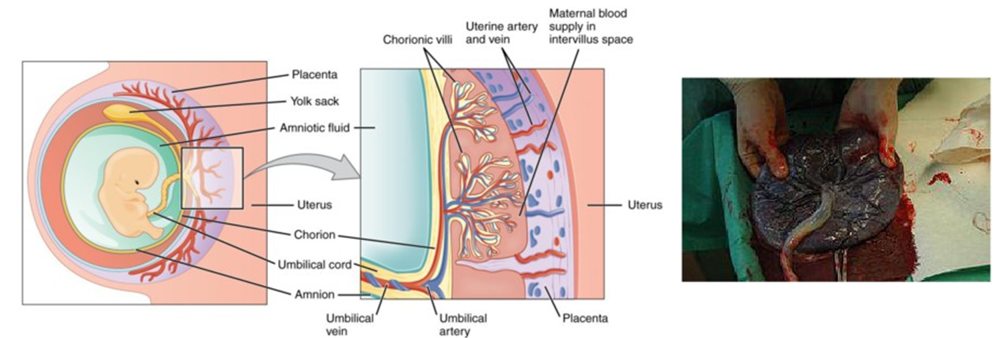 Placenta
Yolk sack
Amniotic fluid
Uterus
Chorion
Umbilical cord
Amnion
Chorionic villi
Uterine artery
and vein
Maternal blood
supply in
intervillus space
Uterus
Umbilical
vein
Umbilical
artery
Placenta